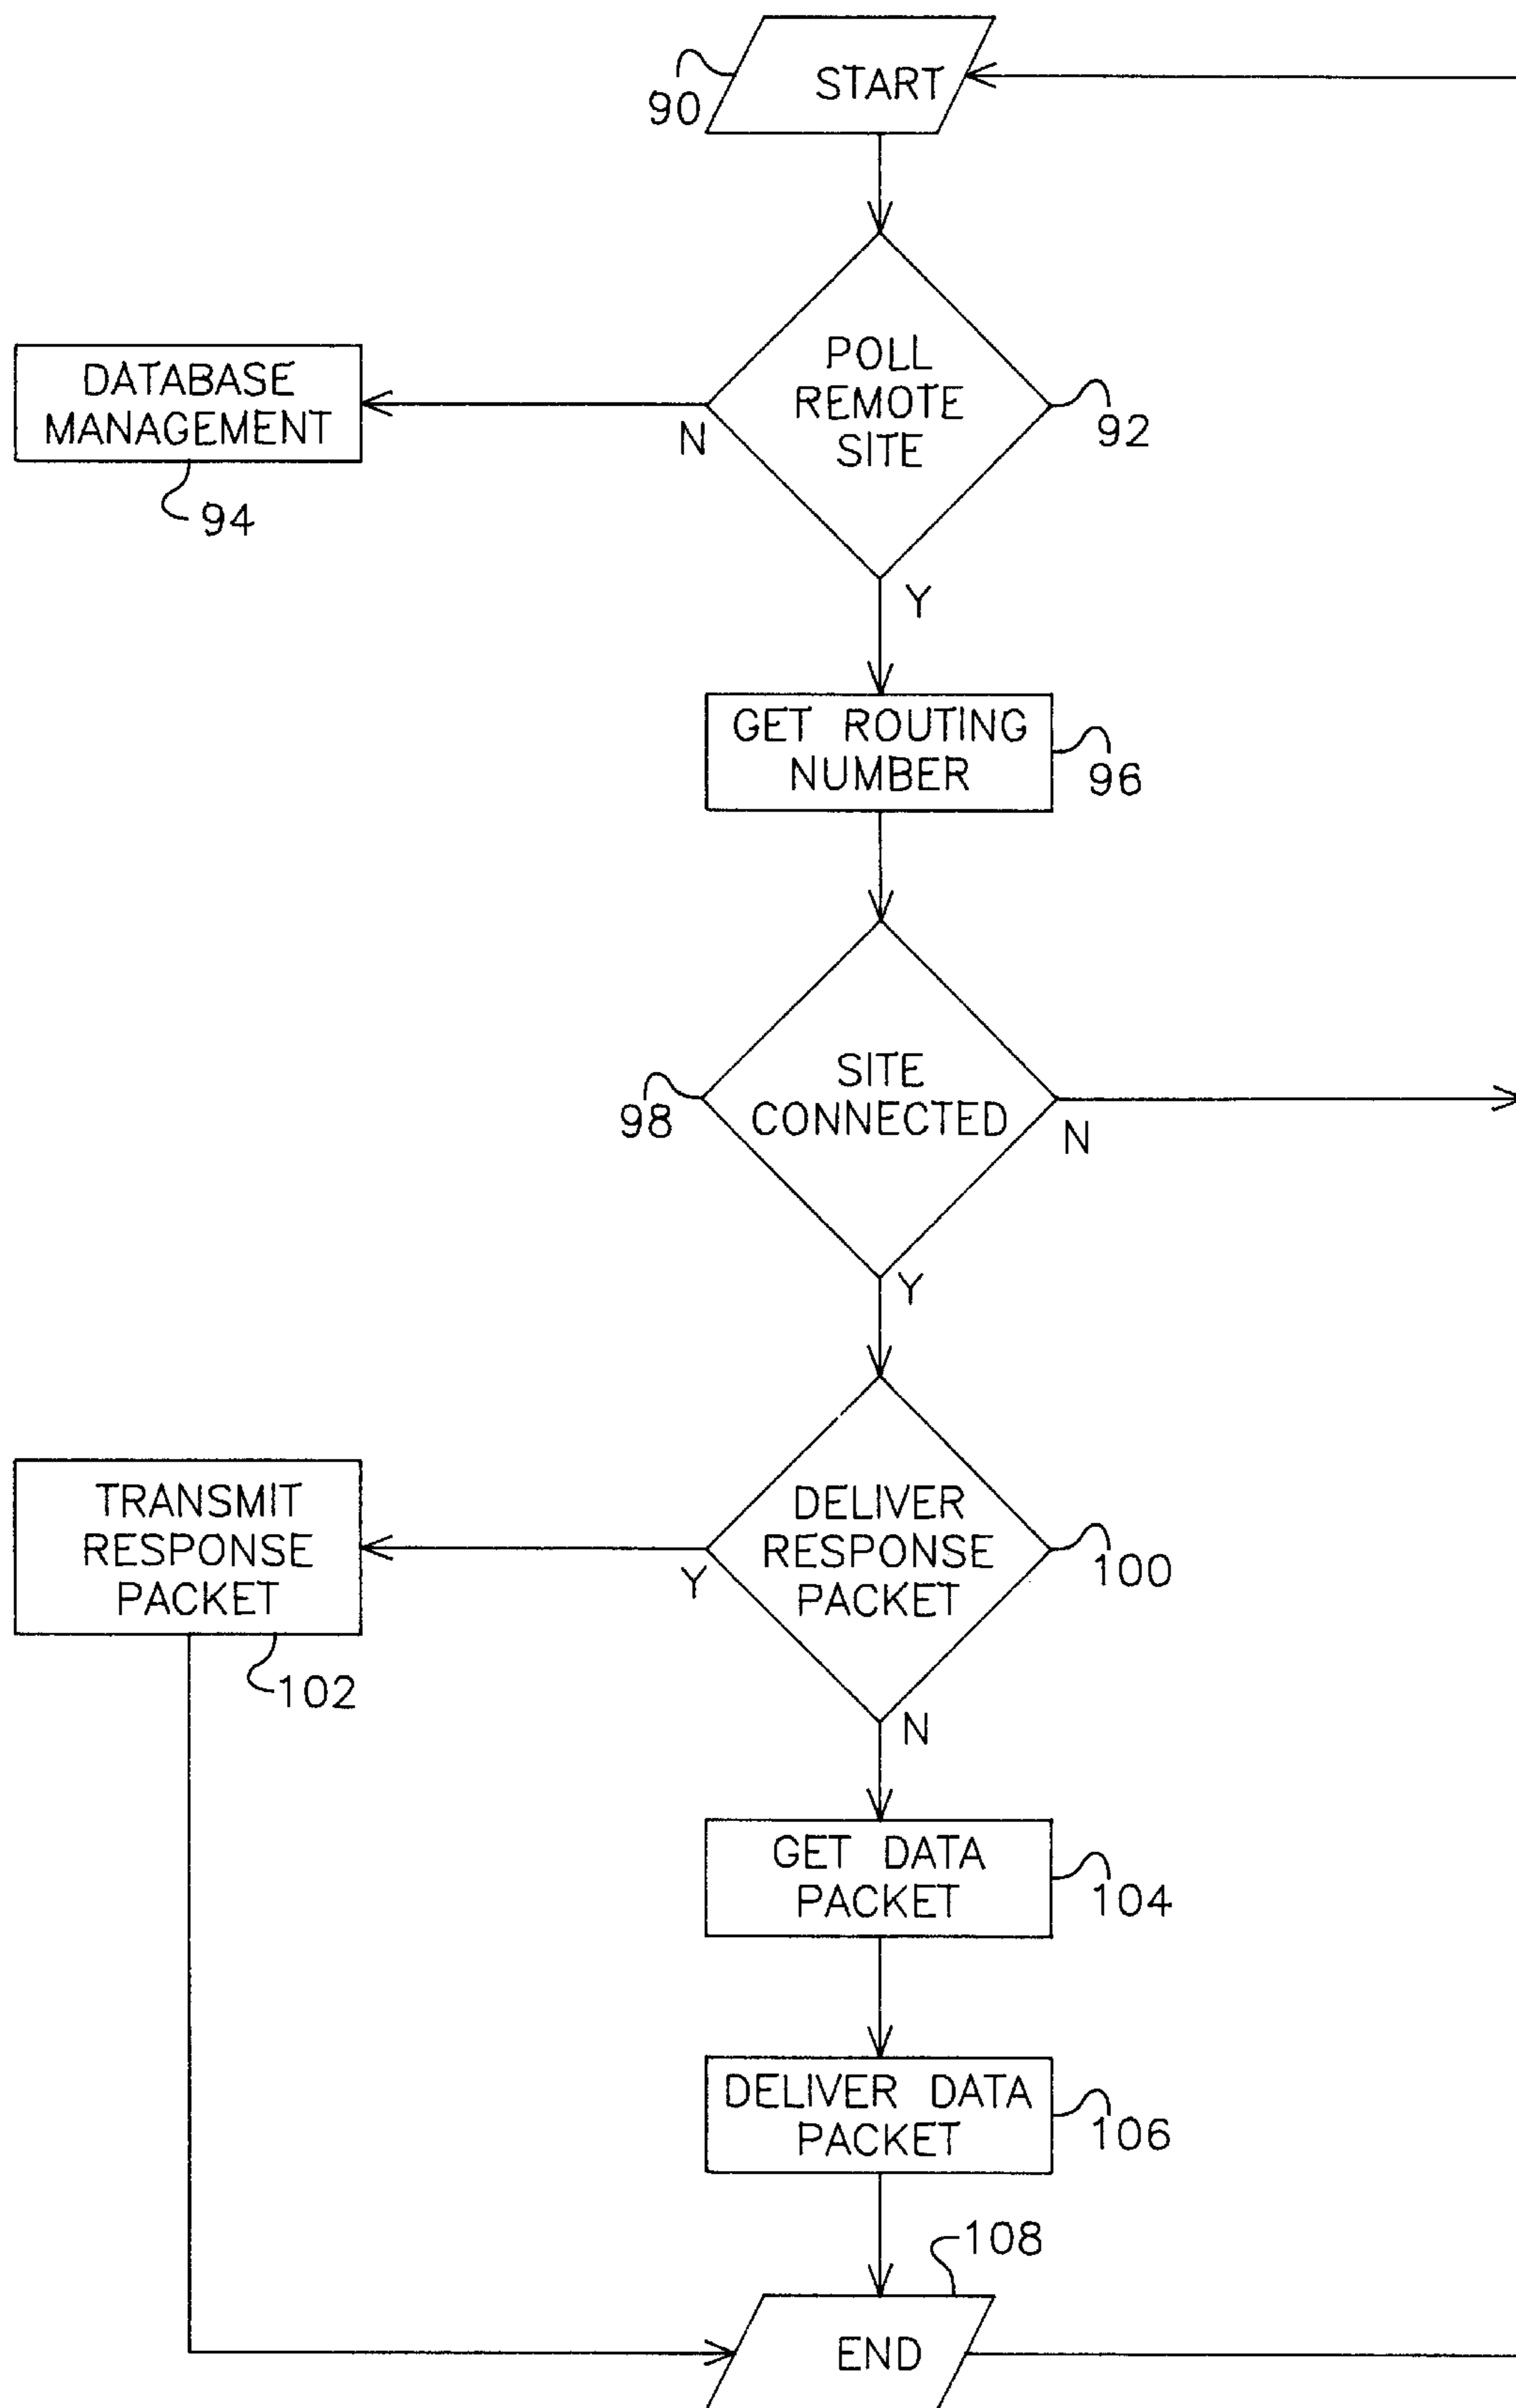 START
90
POLL
REMOTE
SITE
92
N
DATABASE
MANAGEMENT
94
Y
GET ROUTING
NUMBER
96
SITE
CONNECTED
98
N
Y
DELIVER
RESPONSE
PACKET
100
Y
TRANSMIT
RESPONSE
PACKET
102
N
GET DATA
PACKET
104
DELIVER DATA
PACKET
106
108
END